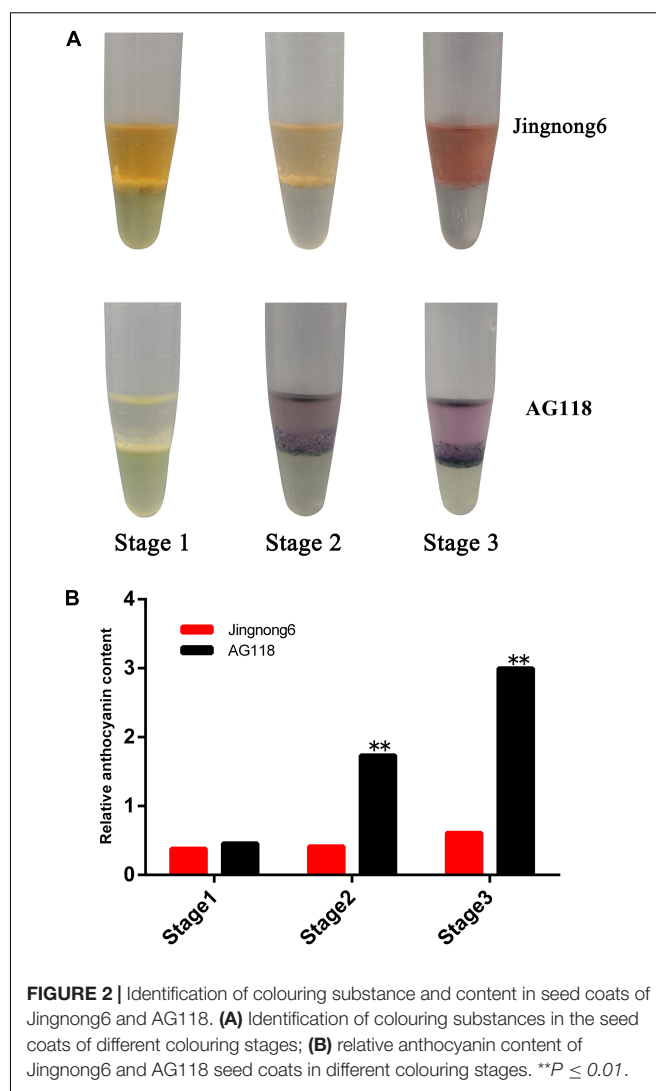 A
Jingnong6
AG118
Stage 1 Stage 2 Stage 3
B
4
3
2
1
0
Relative anthocyanin content
Jingnong6
AG118
**
**
Stage1
Stage2
Stage3
FIGURE 2 | Identification of colouring substance and content in seed coats of
Jingnong6 and AG118. (A) Identification of colouring substances in the seed
coats of different colouring stages; (B) relative anthocyanin content of
Jingnong6 and AG118 seed coats in different colouring stages. **P ≤ 0.01.